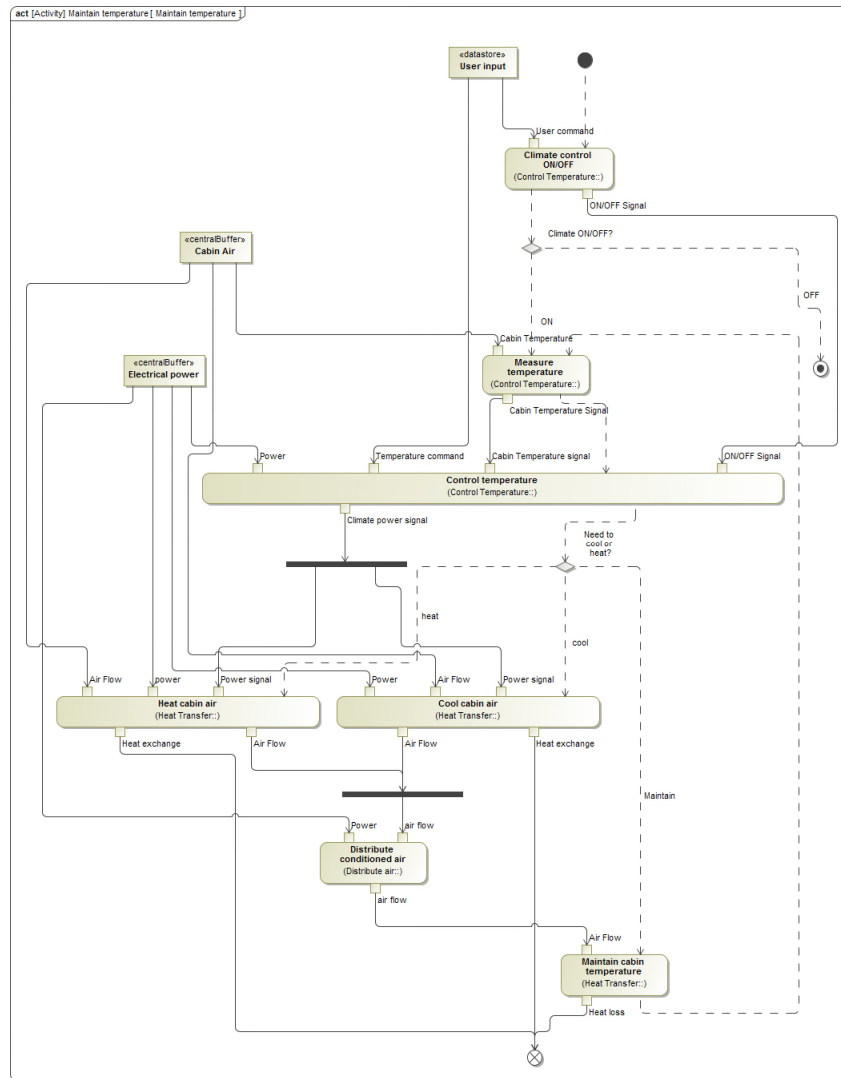 act [Activity] Maintain temperature [ Maintain temperature ]
«datastore»
User input
User command
Climate control
ON/OFF
(Control Temperature::)
ON/OFF Signal
Climate ON/OFF?
«centralBuffer»
Cabin Air
OFF
ON
Cabin Temperature
«centralBuffer»
Electrical power
Measure
temperature
(Control Temperature::)
Cabin Temperature Signal
Power
Temperature command
Cabin Temperature signal
ON/OFF Signal
Control temperature
(Control Temperature::)
Climate power signal
Need to
cool or
heat?
heat
cool
Air Flow
power
Power signal
Power
Air Flow
Power signal
Heat cabin air
(Heat Transfer::)
Cool cabin air
(Heat Transfer::)
Heat exchange
Air Flow
Air Flow
Heat exchange
Maintain
Power
air flow
Distribute
conditioned air
(Distribute air::)
air flow
Air Flow
Maintain cabin
temperature
(Heat Transfer::)
Heat loss